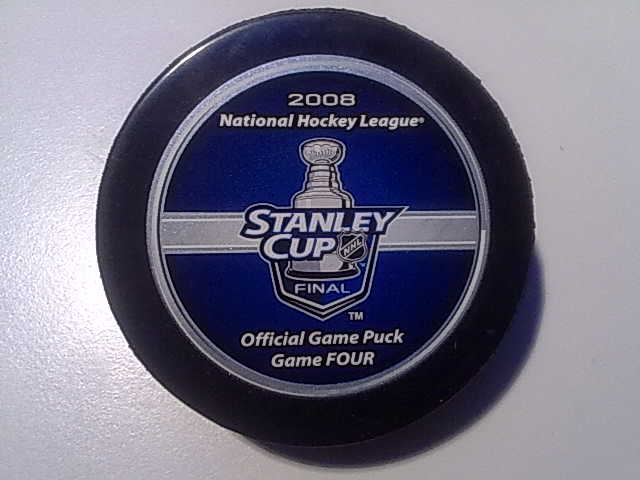 2008
National Hockey League®
STANLEY
CUP
NHL
FINAL
TM
Official Game Puck
Game FOUR